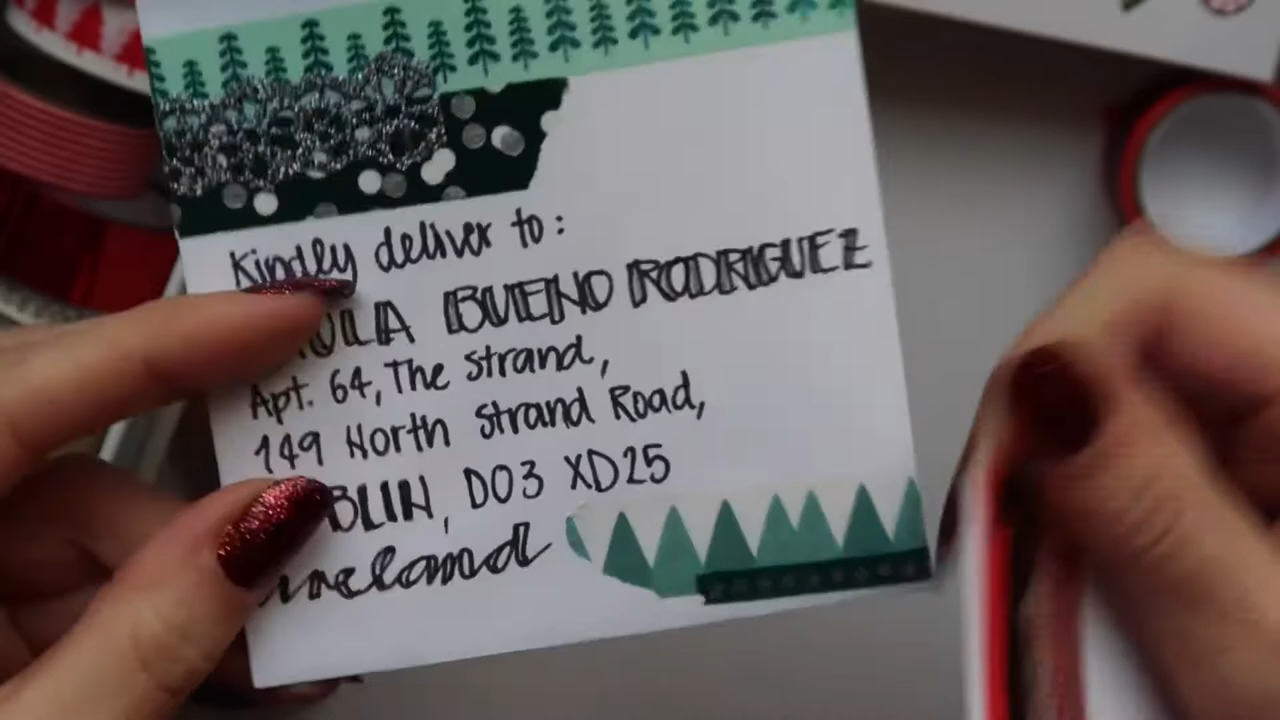 Kindly deliver to:
BUENO RODRIGUEZ
Apt. 64, The Strand,
149 North Strand Road,
D03 XD25